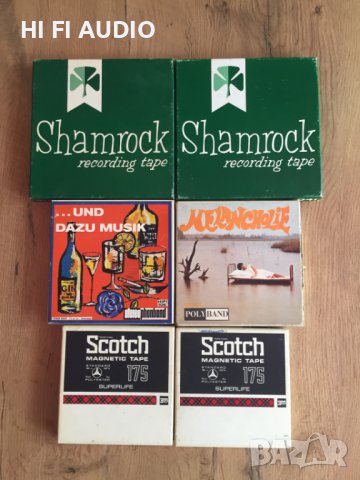 HI FI AUDIO
Shamrock
recording tape
Shamrock
recording tape
...UND
DAZU MUSIK
MELANCHOLIE
POLYBAND
Scotch
MAGNETIC TAPE
175
SUPERLIFE
Scotch
MAGNETIC TAPE
175
SUPERLIFE
BAZAR